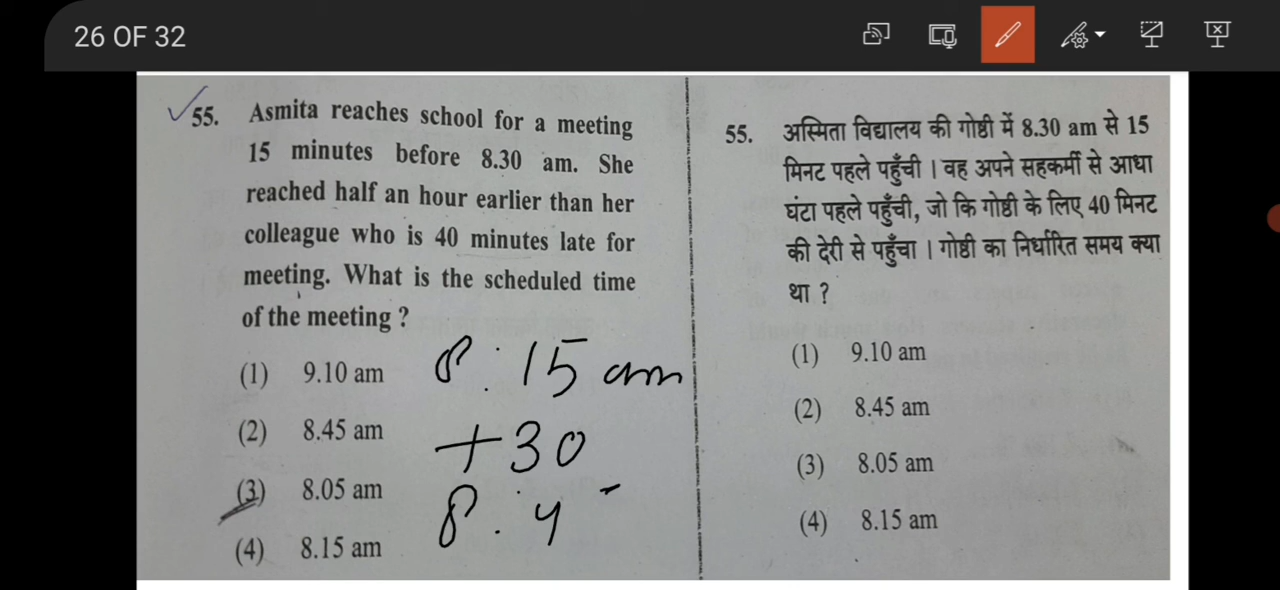 26 OF 32
55. Asmita reaches school for a meeting
15 minutes before 8.30 am. She
reached half an hour earlier than her
colleague who is 40 minutes late for
meeting. What is the scheduled time
of the meeting ?
(1) 9.10 am
(2) 8.45 am
(3) 8.05 am
(4) 8.15 am
8:15 am
+30
8:4
55. अस्मिता विद्यालय की गोष्ठी में 8.30 am से 15
मिनट पहले पहुँची । वह अपने सहकर्मी से आधा
घंटा पहले पहुँची, जो कि गोष्ठी के लिए 40 मिनट
की देरी से पहुँचा । गोष्ठी का निर्धारित समय क्या
था ?
(1) 9.10 am
(2) 8.45 am
(3) 8.05 am
(4) 8.15 am